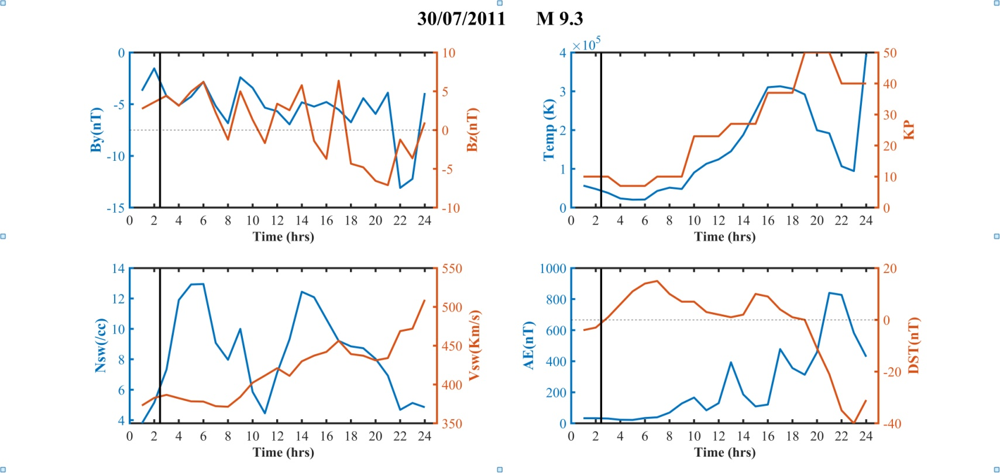 30/07/2011 M 9.3
0
-5
-10
-15
By(nT)
10
5
0
-5
-10
Bz(nT)
0 2 4 6 8 10 12 14 16 18 20 22 24
Time (hrs)
×10⁵
4
3
2
1
0
Temp (K)
50
40
30
20
10
0
KP
0 2 4 6 8 10 12 14 16 18 20 22 24
Time (hrs)
14
12
10
8
6
4
Nsw(/cc)
550
500
450
400
350
Vsw(Km/s)
0 2 4 6 8 10 12 14 16 18 20 22 24
Time (hrs)
1000
800
600
400
200
0
AE(nT)
20
0
-20
-40
DST(nT)
0 2 4 6 8 10 12 14 16 18 20 22 24
Time (hrs)